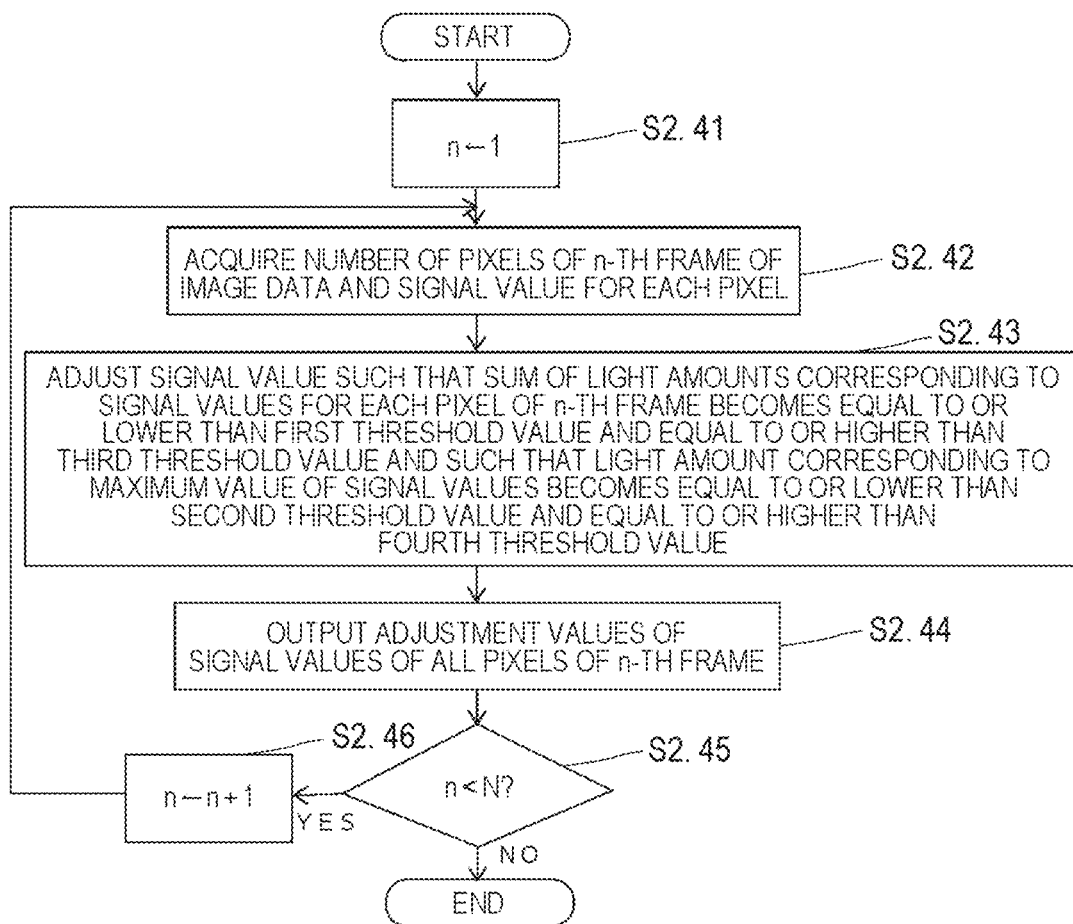 START
S2. 41
n←1
S2. 42
ACQUIRE NUMBER OF PIXELS OF n-TH FRAME OF
IMAGE DATA AND SIGNAL VALUE FOR EACH PIXEL
S2. 43
ADJUST SIGNAL VALUE SUCH THAT SUM OF LIGHT AMOUNTS CORRESPONDING TO
SIGNAL VALUES FOR EACH PIXEL OF n-TH FRAME BECOMES EQUAL TO OR
LOWER THAN FIRST THRESHOLD VALUE AND EQUAL TO OR HIGHER THAN
THIRD THRESHOLD VALUE AND SUCH THAT LIGHT AMOUNT CORRESPONDING TO
MAXIMUM VALUE OF SIGNAL VALUES BECOMES EQUAL TO OR LOWER THAN
SECOND THRESHOLD VALUE AND EQUAL TO OR HIGHER THAN
FOURTH THRESHOLD VALUE
S2. 44
OUTPUT ADJUSTMENT VALUES OF
SIGNAL VALUES OF ALL PIXELS OF n-TH FRAME
S2. 46
S2. 45
n←n+1
n<N?
YES
NO
END